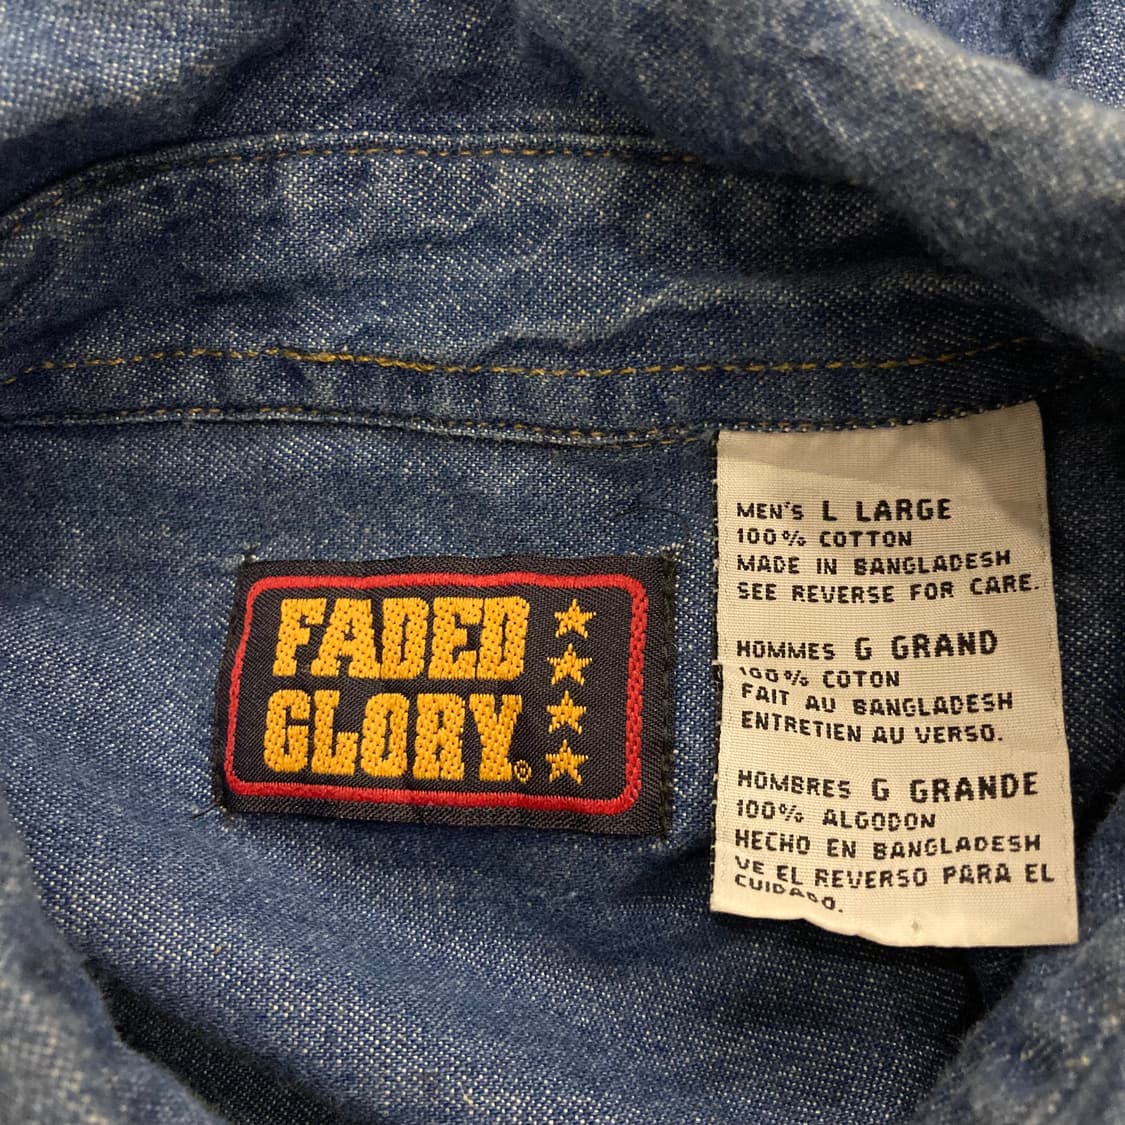 FADED
GLORY.®
MEN'S L LARGE
100% COTTON
MADE IN BANGLADESH
SEE REVERSE FOR CARE.
HOMMES G GRAND
100% COTON
FAIT AU BANGLADESH
ENTRETIEN AU VERSO.
HOMBRES G GRANDE
100% ALGODON
HECHO EN BANGLADESH
VE EL REVERSO PARA EL
CUIDADO.